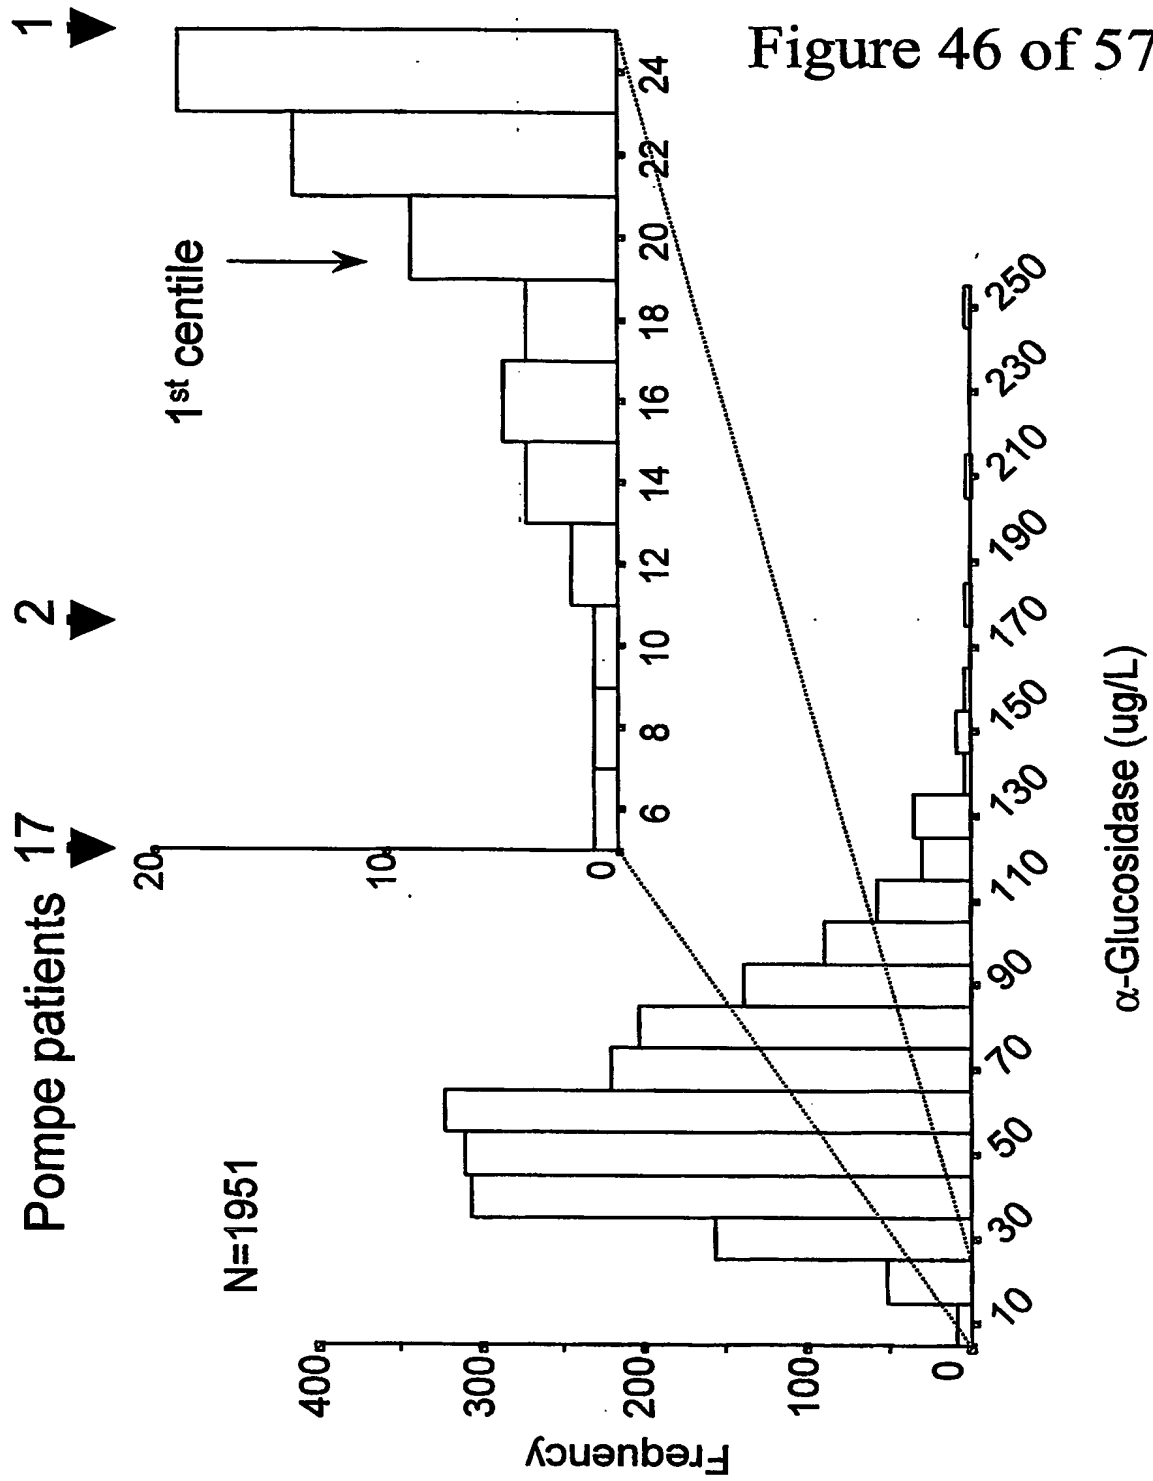 Figure 46 of 57
Pompe patients 17 2 1
N=1951
1st centile
20
10
0
6 8 10 12 14 16 18 20 22 24
Frequency
400
300
200
100
0
10 30 50 70 90 110 130 150 170 190 210 230 250
α-Glucosidase (ug/L)